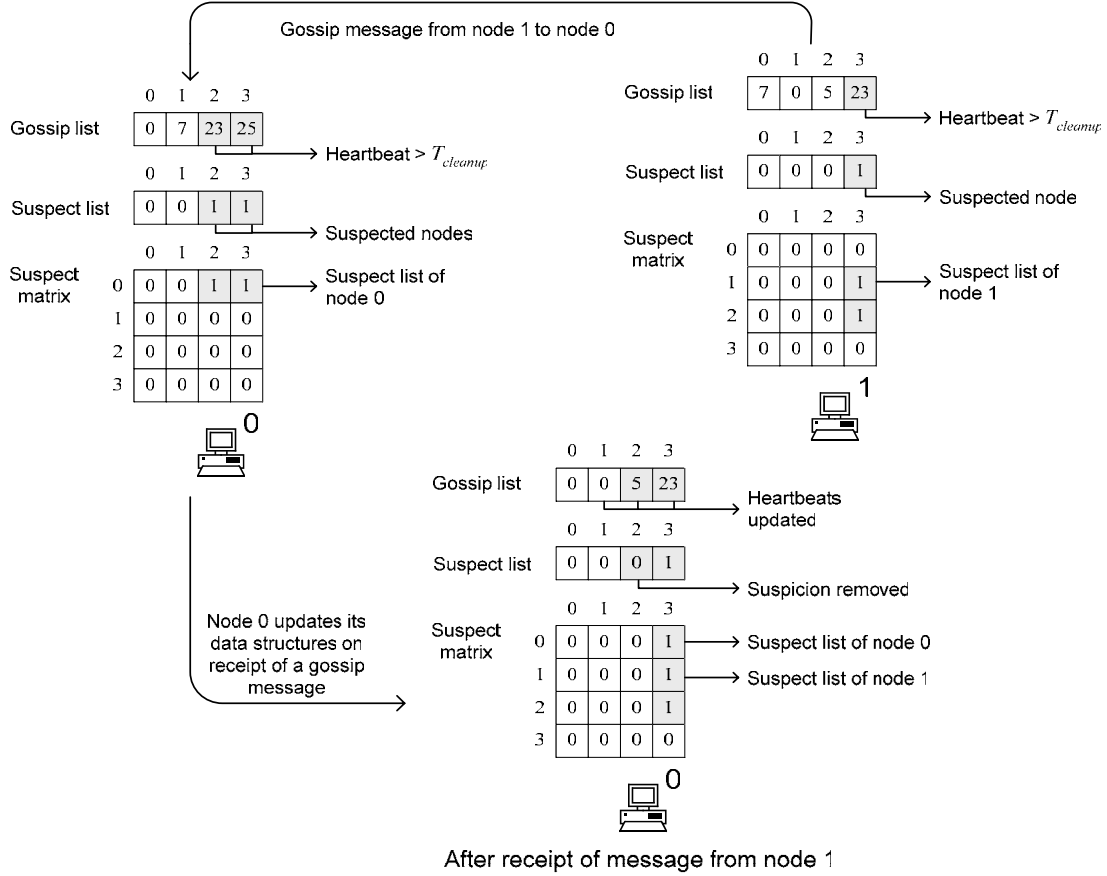 Gossip message from node 1 to node 0
0 1 2 3
Gossip list
0 7 23 25
Heartbeat > Tcleanup
0 1 2 3
Suspect list
0 0 1 1
Suspected nodes
0 1 2 3
Suspect
matrix
0 0 0 1 1
Suspect list of
node 0
1 0 0 0 0
2 0 0 0 0
3 0 0 0 0
0
0 1 2 3
Gossip list
7 0 5 23
Heartbeat > Tcleanup
0 1 2 3
Suspect list
0 0 0 1
Suspected node
0 1 2 3
Suspect
matrix
0 0 0 0 0
1 0 0 0 1
Suspect list of
node 1
2 0 0 0 1
3 0 0 0 0
1
Node 0 updates its
data structures on
receipt of a gossip
message
0 1 2 3
Gossip list
0 0 5 23
Heartbeats
updated
0 1 2 3
Suspect list
0 0 0 1
Suspicion removed
0 1 2 3
Suspect
matrix
0 0 0 0 1
Suspect list of node 0
1 0 0 0 1
Suspect list of node 1
2 0 0 0 1
3 0 0 0 0
0
After receipt of message from node 1